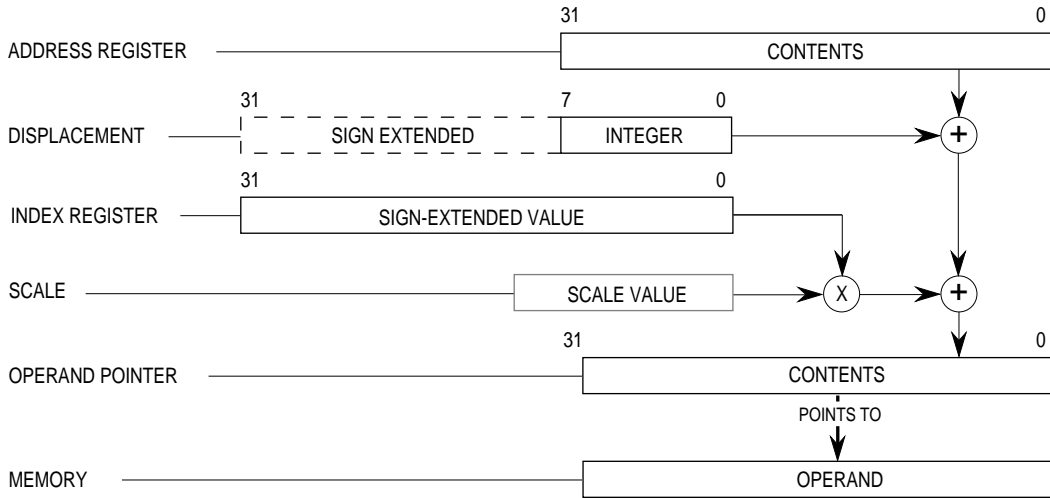 31 0
ADDRESS REGISTER CONTENTS
31 7 0
DISPLACEMENT SIGN EXTENDED INTEGER +
31 0
INDEX REGISTER SIGN-EXTENDED VALUE
SCALE SCALE VALUE X +
31 0
OPERAND POINTER CONTENTS
POINTS TO
MEMORY OPERAND